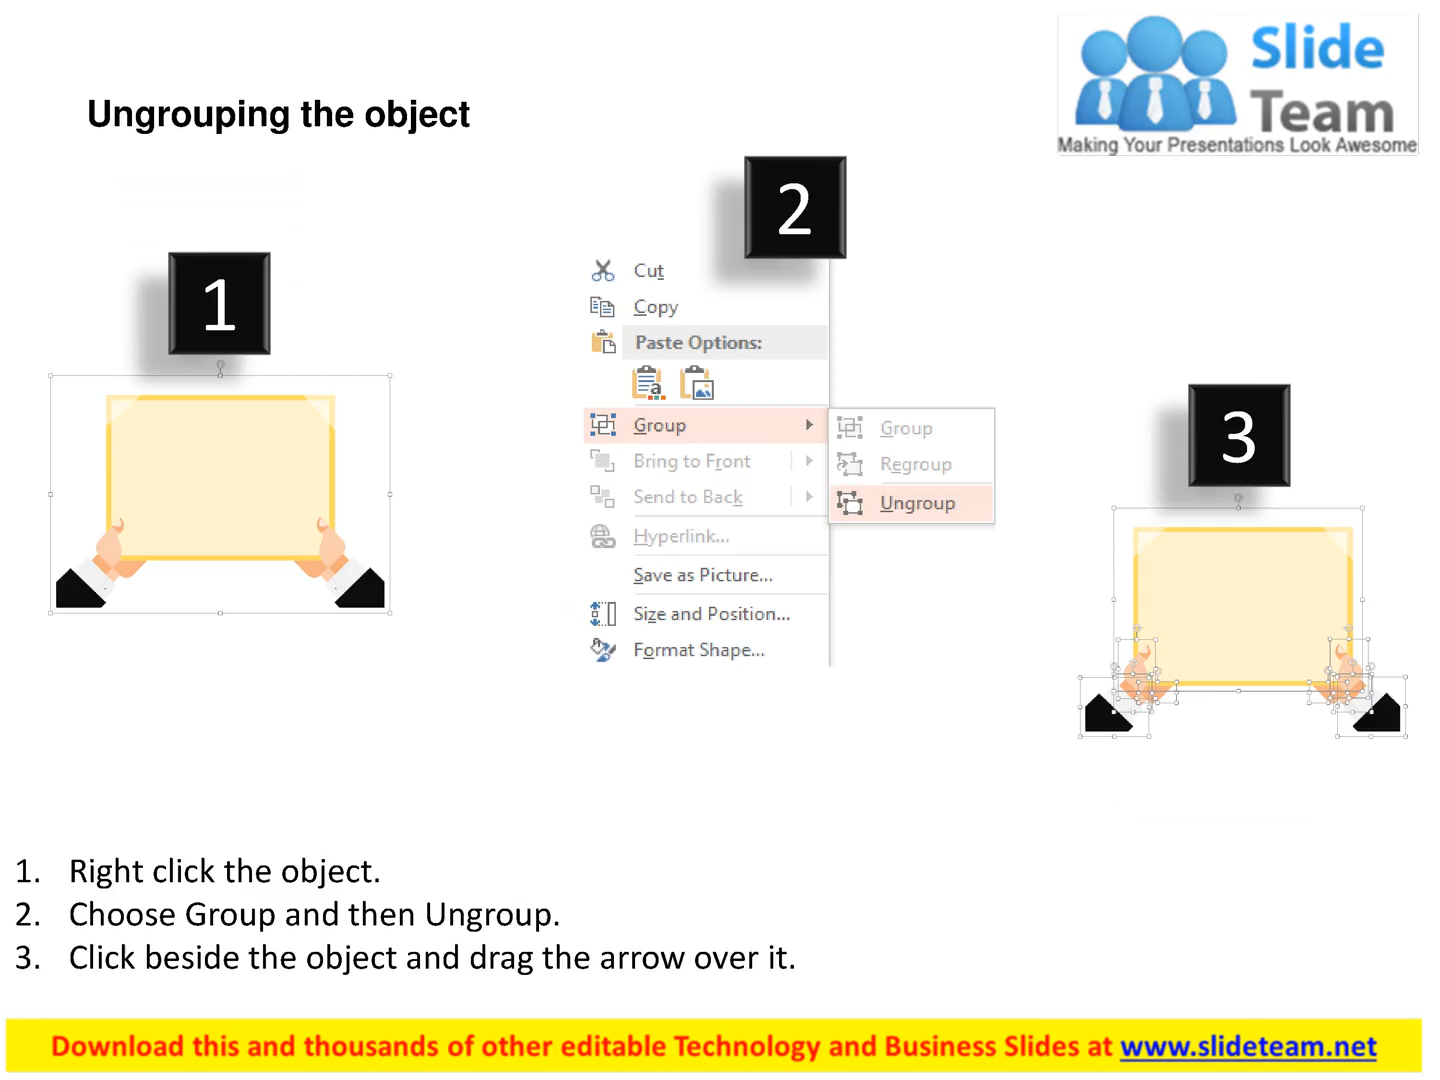 Slide
Team
Making Your Presentations Look Awesome
Ungrouping the object
1
2
Cut
Copy
Paste Options:
a
Group
Bring to Front
Send to Back
Hyperlink...
Save as Picture...
Size and Position...
Format Shape...
Group
Regroup
Ungroup
3
1. Right click the object.
2. Choose Group and then Ungroup.
3. Click beside the object and drag the arrow over it.
Download this and thousands of other editable Technology and Business Slides at www.slideteam.net